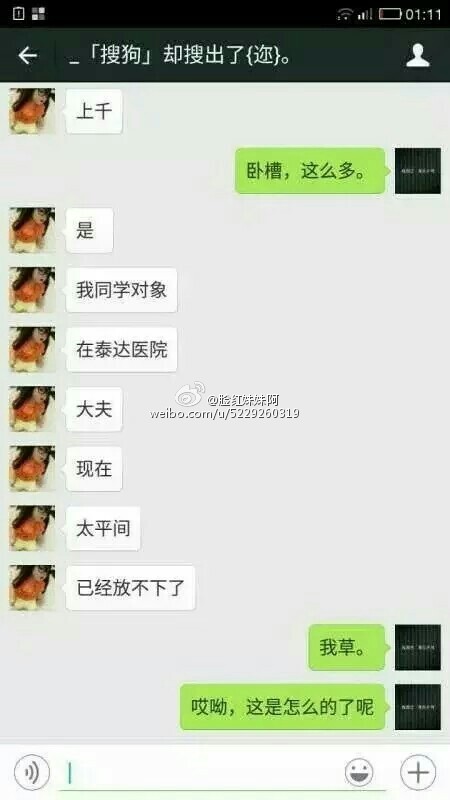 01:11
_「搜狗」却搜出了{迩}。
上千
卧槽，这么多。
是
我同学对象
在泰达医院
大夫
@脸红妹妹阿
weibo.com/u/5229260319
现在
太平间
已经放不下了
我草。
哎呦，这是怎么的了呢